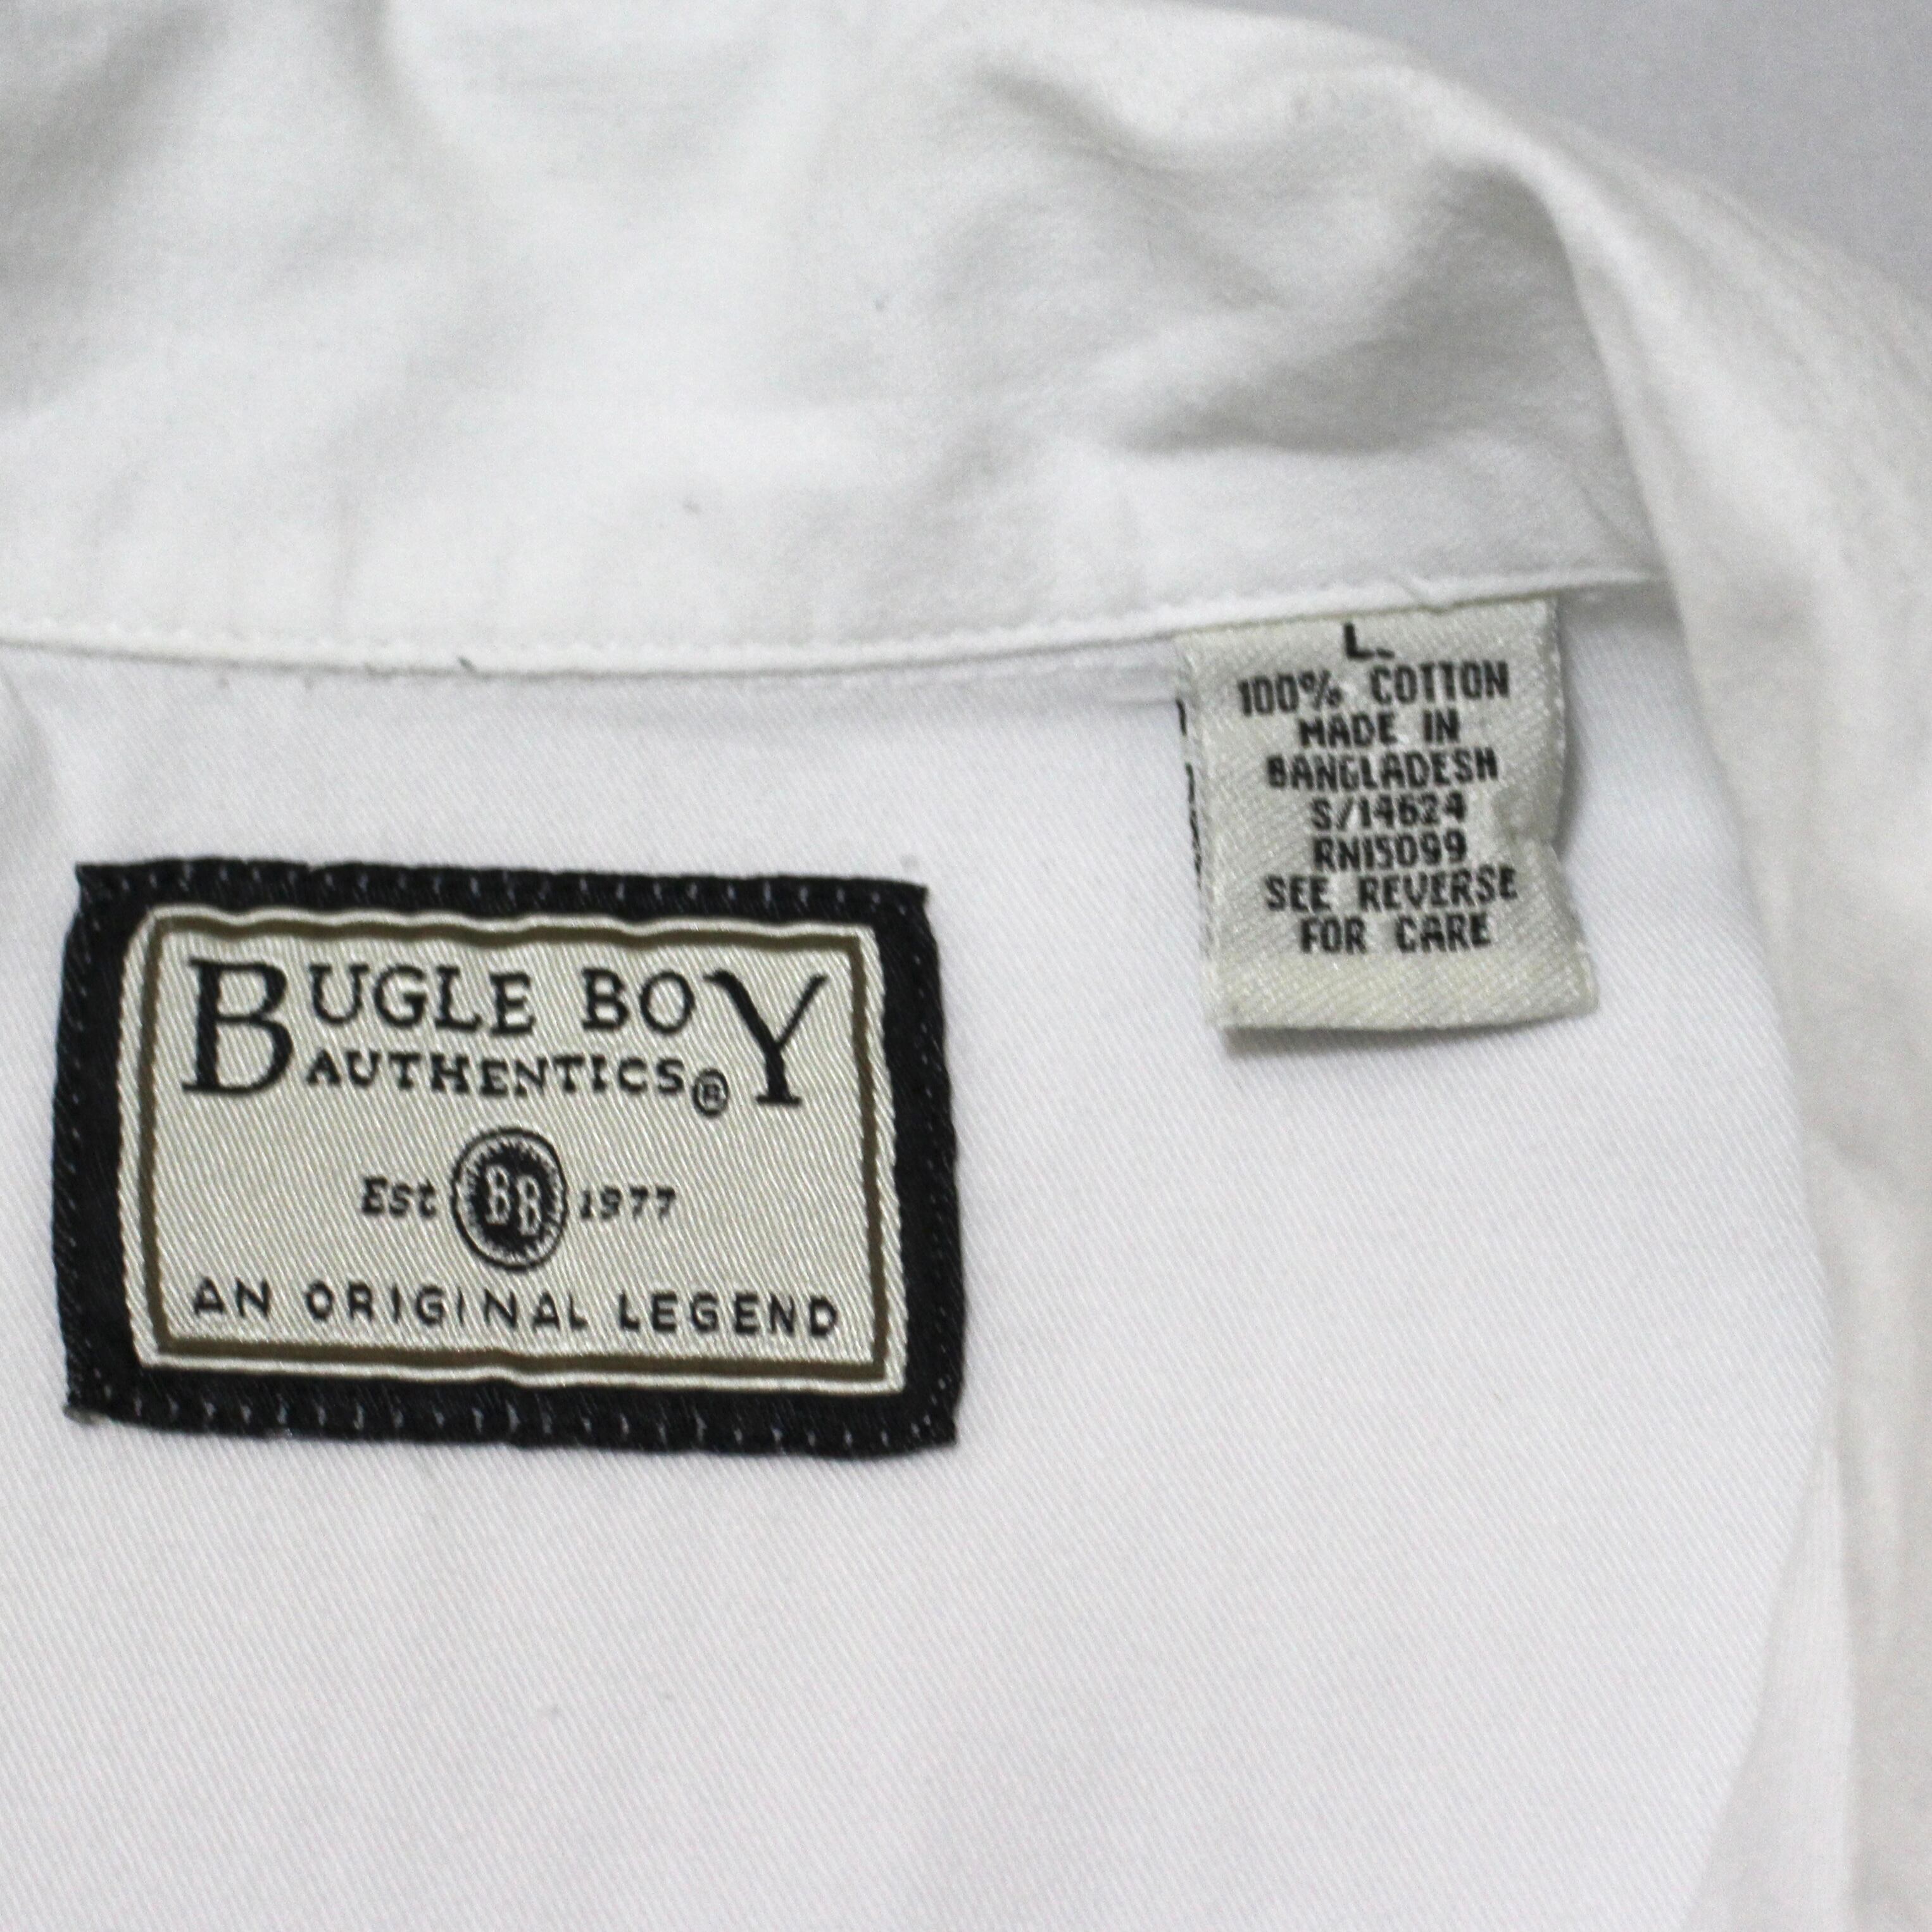 BUGLE BOY
AUTHENTICS®
Est BB 1977
AN ORIGINAL LEGEND
L
100% COTTON
MADE IN
BANGLADESH
S/14624
RN15099
SEE REVERSE
FOR CARE